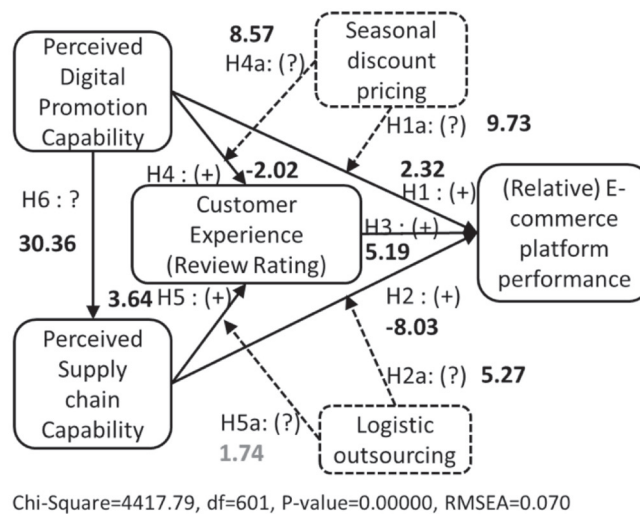 Perceived
Digital
Promotion
Capability
8.57
H4a: (?)
Seasonal
discount
pricing
H1a: (?) 9.73
H4 : (+) -2.02
2.32
H1 : (+)
H6 : ?
30.36
Customer
Experience
(Review Rating)
H3 : (+)
5.19
(Relative) E-
commerce
platform
performance
3.64 H5 : (+)
H2 : (+)
-8.03
Perceived
Supply
chain
Capability
H2a: (?) 5.27
H5a: (?)
1.74
Logistic
outsourcing
Chi-Square=4417.79, df=601, P-value=0.00000, RMSEA=0.070